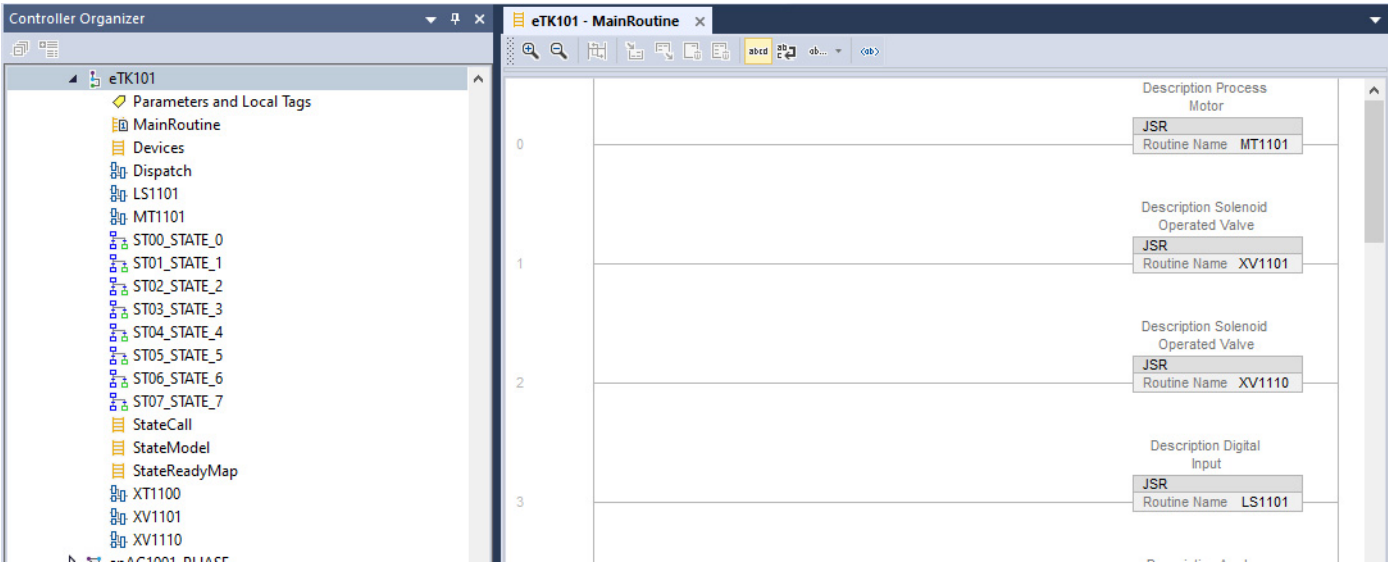 Controller Organizer
eTK101
Parameters and Local Tags
MainRoutine
Devices
Dispatch
LS1101
MT1101
ST00_STATE_0
ST01_STATE_1
ST02_STATE_2
ST03_STATE_3
ST04_STATE_4
ST05_STATE_5
ST06_STATE_6
ST07_STATE_7
StateCall
StateModel
StateReadyMap
XT1100
XV1101
XV1110
eTK101 - MainRoutine
abcd ab... <ab>
Description Process
Motor
JSR
0
Routine Name MT1101
Description Solenoid
Operated Valve
JSR
1
Routine Name XV1101
Description Solenoid
Operated Valve
JSR
2
Routine Name XV1110
Description Digital
Input
JSR
3
Routine Name LS1101